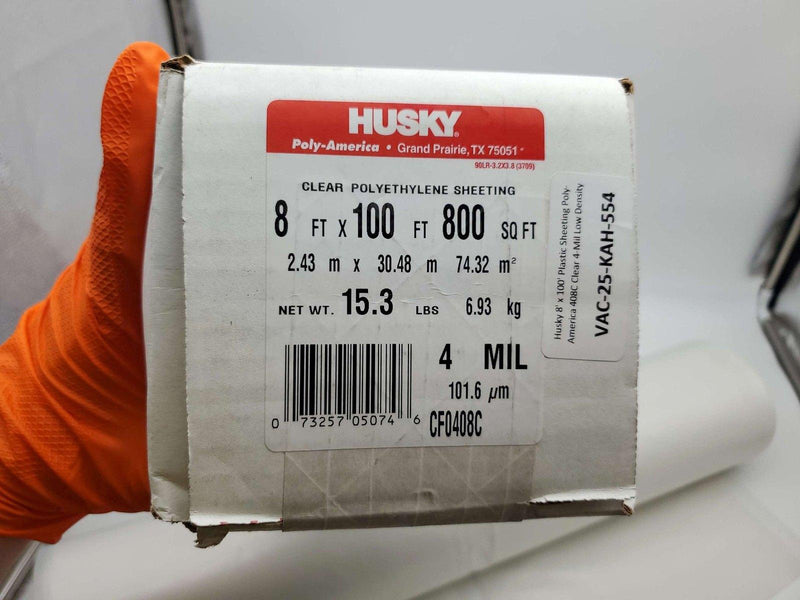 HUSKY®
Poly-America • Grand Prairie, TX 75051
90LR-3.2X3.8 (3709)
CLEAR POLYETHYLENE SHEETING
8 FT X 100 FT 800 SQ FT
2.43 m x 30.48 m 74.32 m²
NET WT. 15.3 LBS 6.93 kg
4 MIL
101.6 µm
CF0408C
0 73257 05074 6
Husky 8' x 100' Plastic Sheeting Poly-
America 408C Clear 4-Mil Low Density
VAC-25-KAH-554